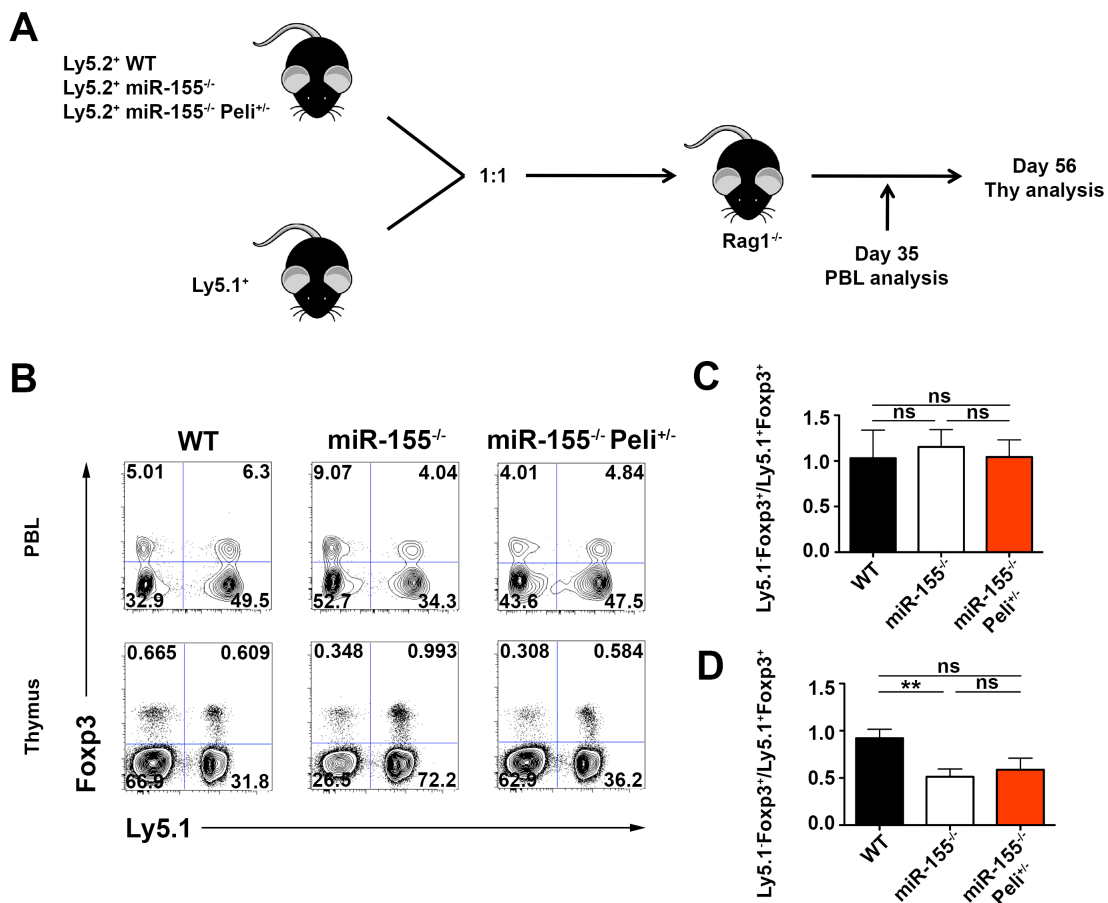 A
Ly5.2⁺ WT
Ly5.2⁺ miR-155⁻/⁻
Ly5.2⁺ miR-155⁻/⁻ Peli⁺/⁻
Ly5.1⁺
1:1
Rag1⁻/⁻
Day 35
PBL analysis
Day 56
Thy analysis
B
WT
miR-155⁻/⁻
miR-155⁻/⁻ Peli⁺/⁻
PBL
5.01 6.3
32.9 49.5
9.07 4.04
52.7 34.3
4.01 4.84
43.6 47.5
Thymus
0.665 0.609
66.9 31.8
0.348 0.993
26.5 72.2
0.308 0.584
62.9 36.2
Foxp3
Ly5.1
C
Ly5.1⁻Foxp3⁺/Ly5.1⁺Foxp3⁺
ns
ns ns
1.5
1.0
0.5
0.0
WT
miR-155⁻/⁻
miR-155⁻/⁻
Peli⁺/⁻
D
Ly5.1⁻Foxp3⁺/Ly5.1⁺Foxp3⁺
ns
** ns
1.5
1.0
0.5
0.0
WT
miR-155⁻/⁻
miR-155⁻/⁻
Peli⁺/⁻